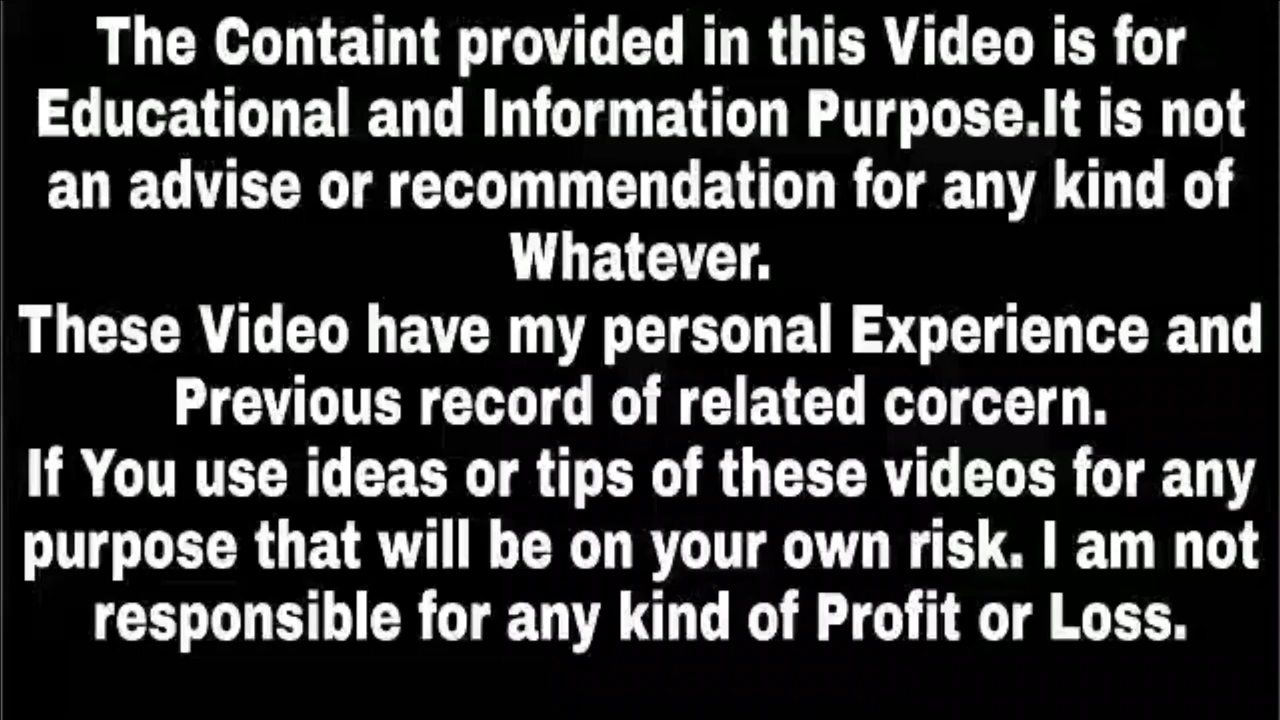 The Containt provided in this Video is for
Educational and Information Purpose.It is not
an advise or recommendation for any kind of
Whatever.
These Video have my personal Experience and
Previous record of related corcern.
If You use ideas or tips of these videos for any
purpose that will be on your own risk. I am not
responsible for any kind of Profit or Loss.